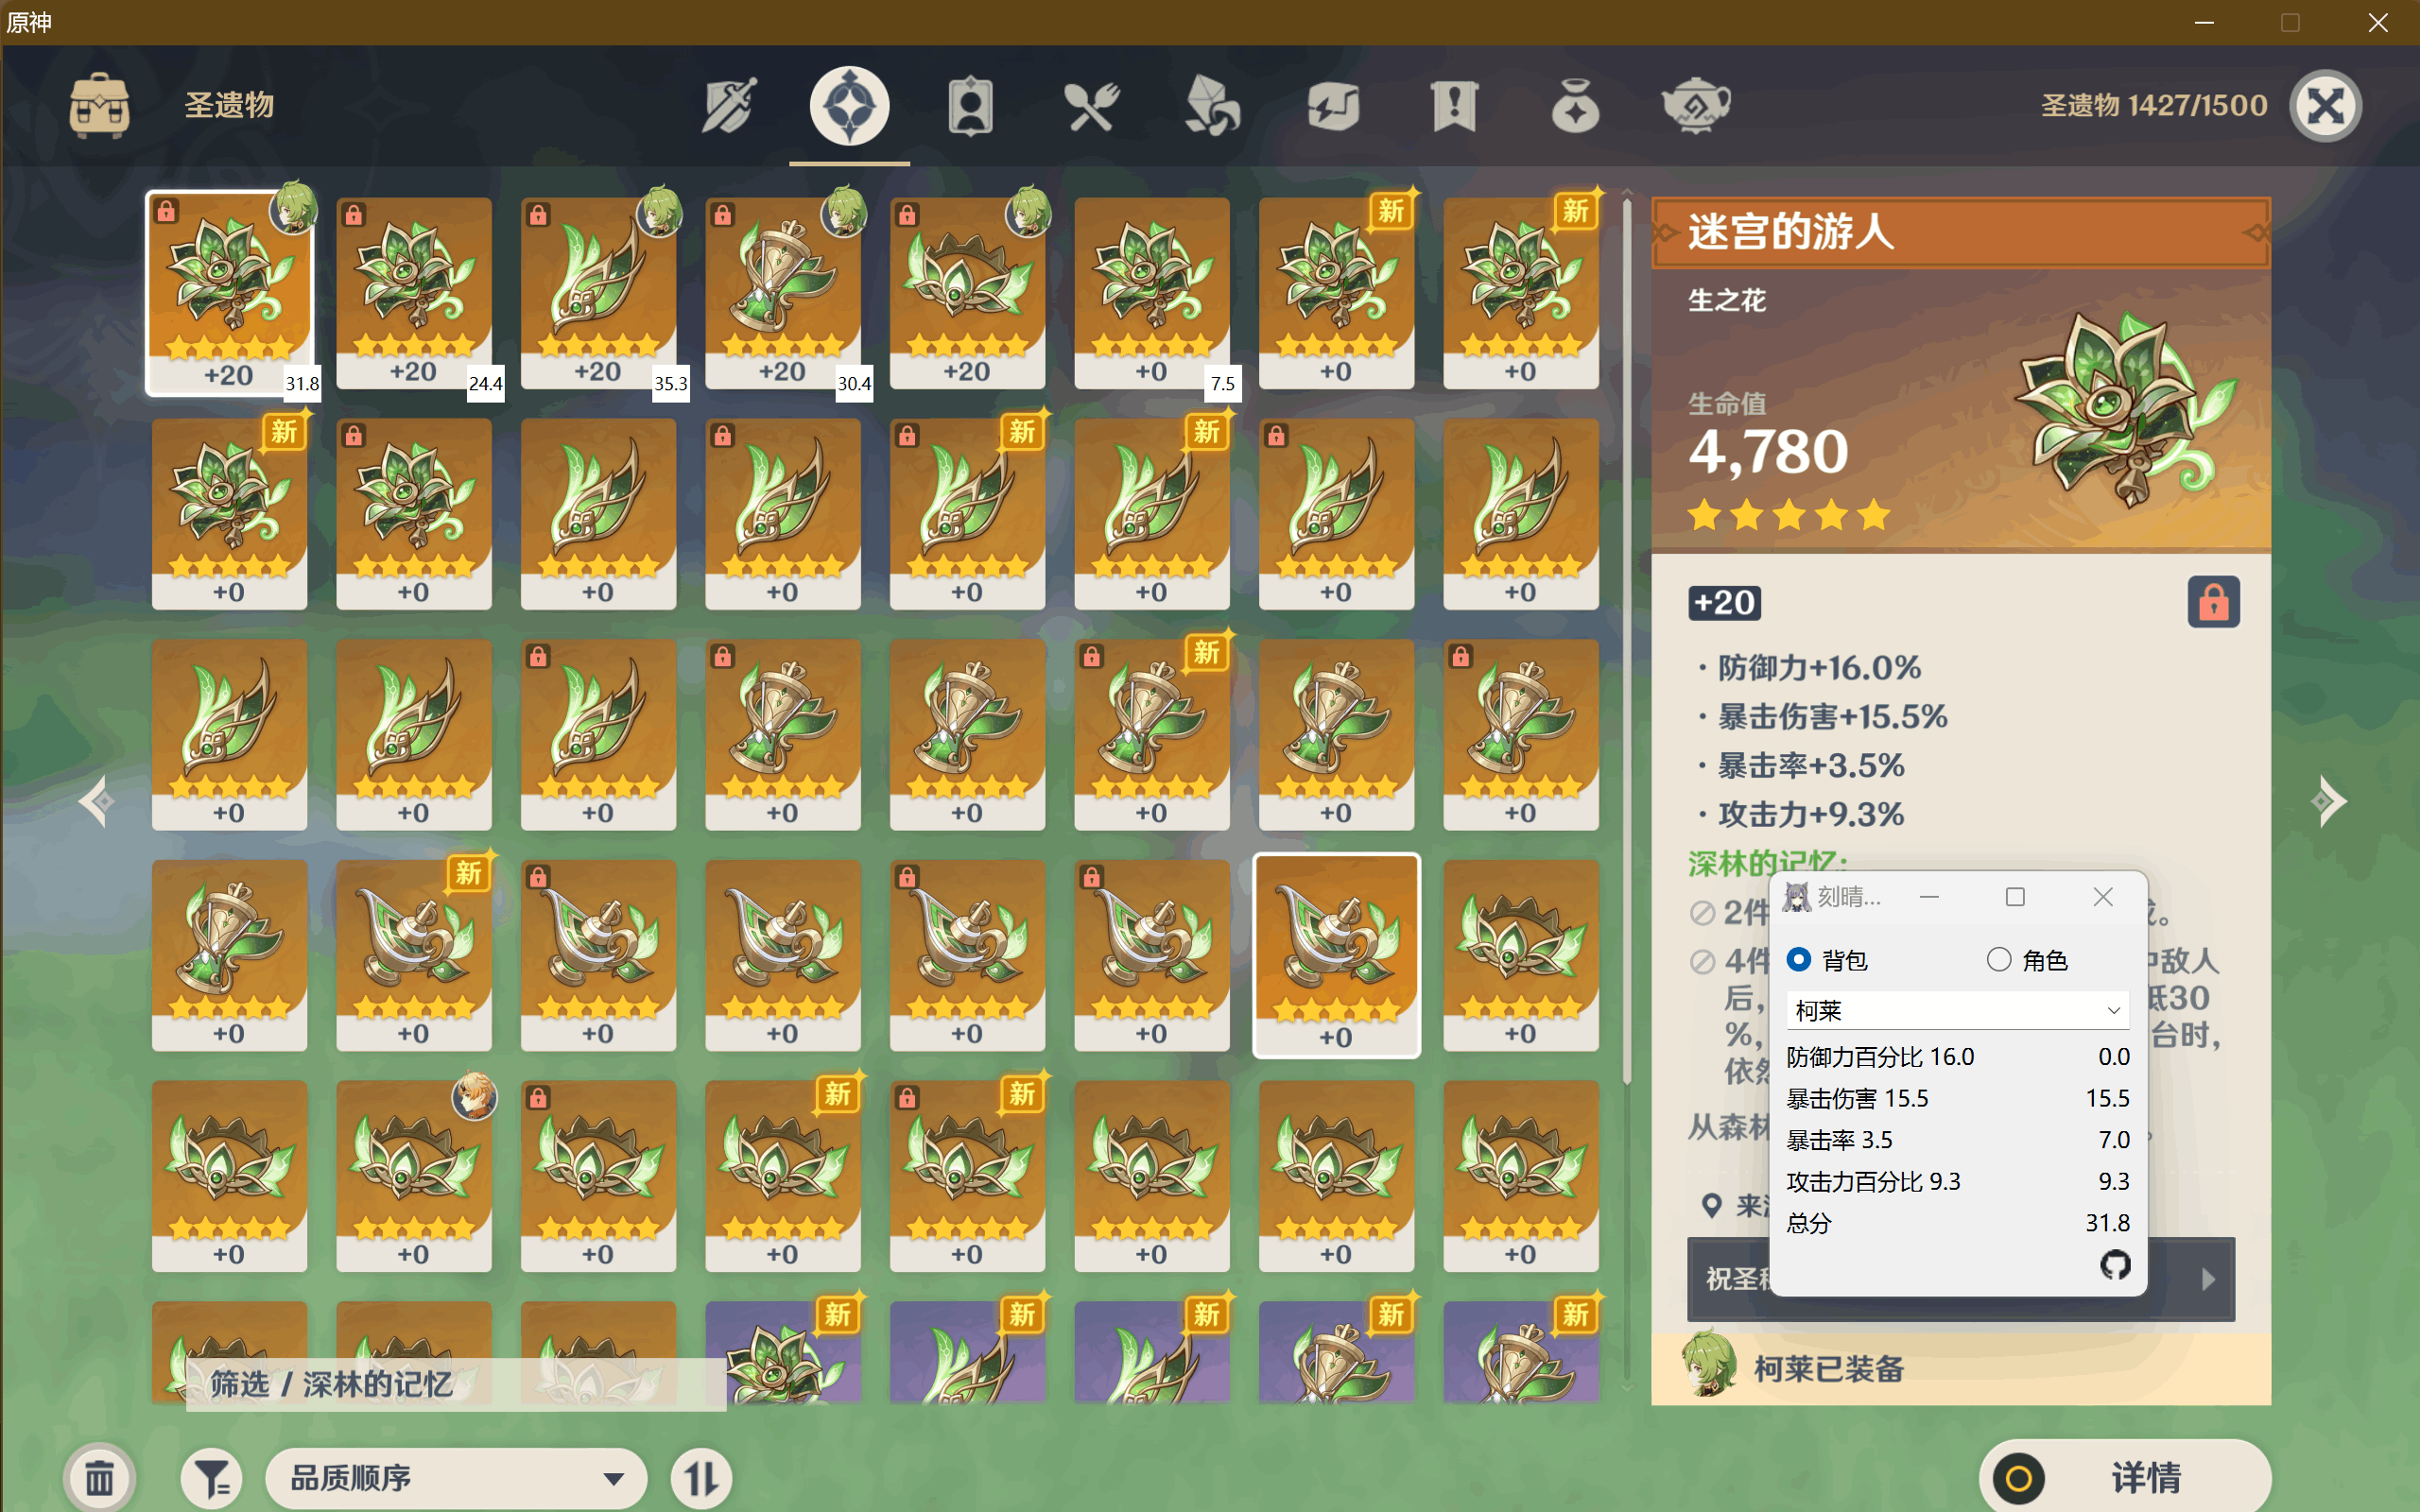 原神
圣遗物
圣遗物 1427/1500
新
新
+20
31.8
+20
24.4
+20
35.3
+20
30.4
+20
+0
7.5
+0
+0
新
新
新
+0
+0
+0
+0
+0
+0
+0
+0
新
+0
+0
+0
+0
+0
+0
+0
+0
新
+0
+0
+0
+0
+0
+0
+0
+0
新
新
+0
+0
+0
+0
+0
+0
+0
+0
新
新
新
新
新
筛选 / 深林的记忆
品质顺序
迷宫的游人
生之花
生命值
4,780
+20
·防御力+16.0%
·暴击伤害+15.5%
·暴击率+3.5%
·攻击力+9.3%
深林的记忆:
2件
4件
敌人
后,
低30
%,
台时,
依然
从森林
来
祝圣
柯莱已装备
详情
刻晴...
背包
角色
柯莱
防御力百分比 16.0 0.0
暴击伤害 15.5 15.5
暴击率 3.5 7.0
攻击力百分比 9.3 9.3
总分 31.8